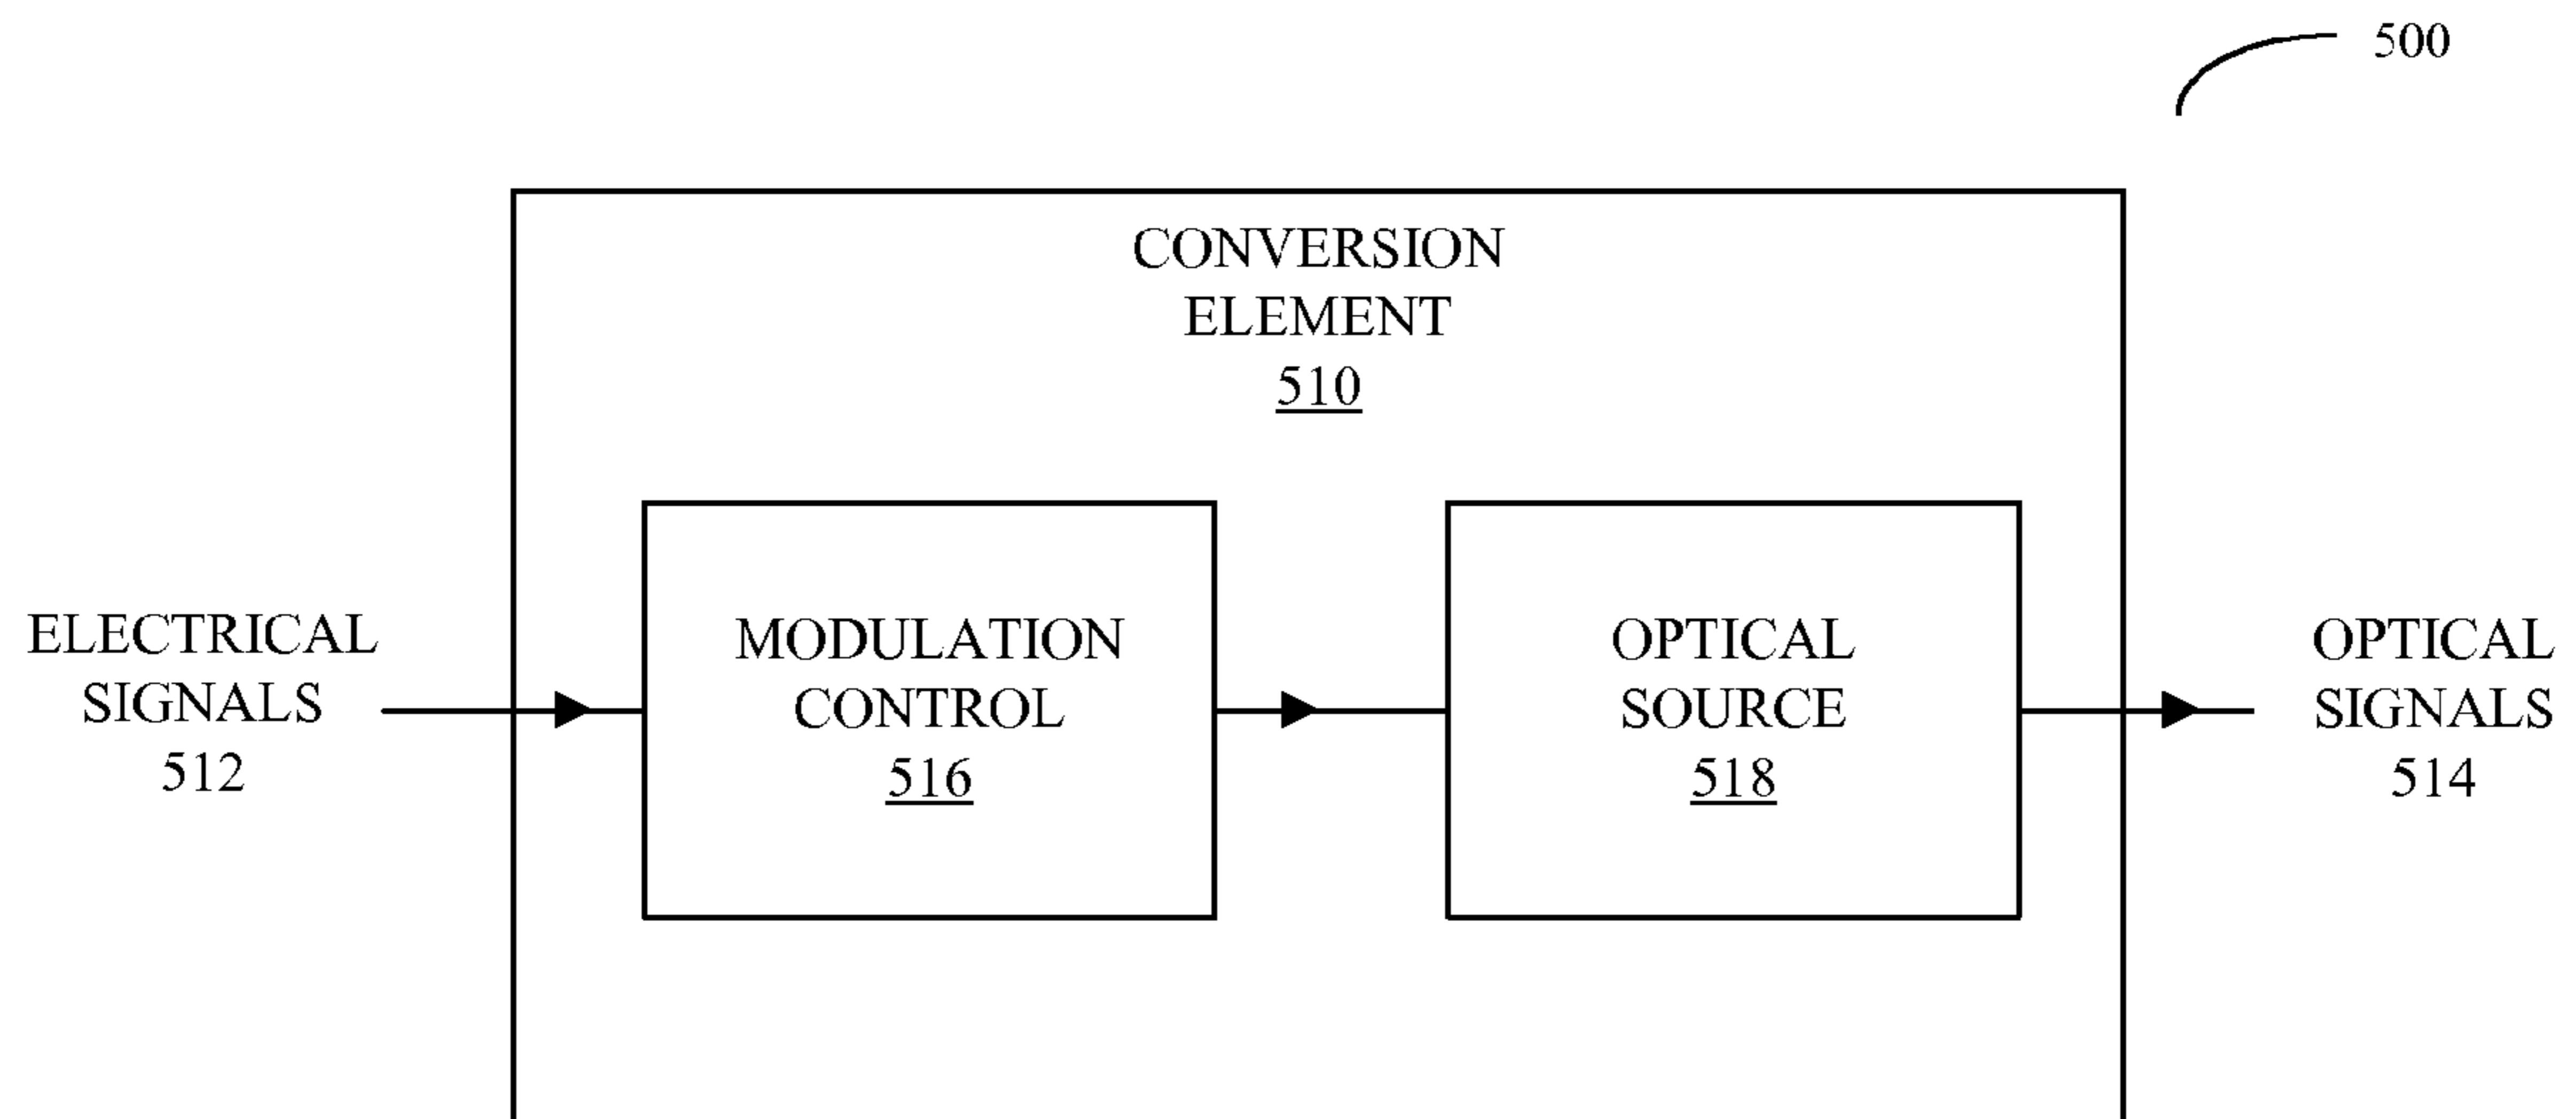 500
CONVERSION
ELEMENT
510
ELECTRICAL
SIGNALS
512
MODULATION
CONTROL
516
OPTICAL
SOURCE
518
OPTICAL
SIGNALS
514